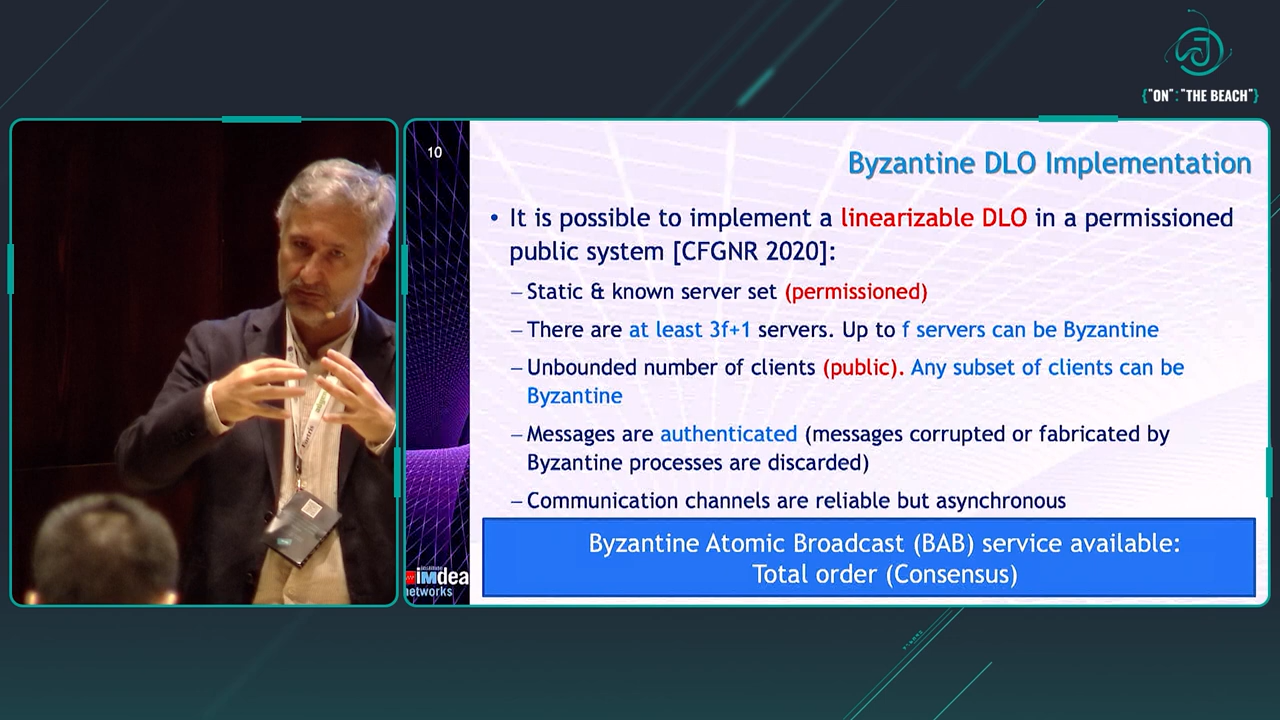 {"ON":"THE BEACH"}
10
Byzantine DLO Implementation
• It is possible to implement a linearizable DLO in a permissioned
public system [CFGNR 2020]:
– Static & known server set (permissioned)
– There are at least 3f+1 servers. Up to f servers can be Byzantine
– Unbounded number of clients (public). Any subset of clients can be
Byzantine
– Messages are authenticated (messages corrupted or fabricated by
Byzantine processes are discarded)
– Communication channels are reliable but asynchronous
Byzantine Atomic Broadcast (BAB) service available:
Total order (Consensus)
imdea
networks